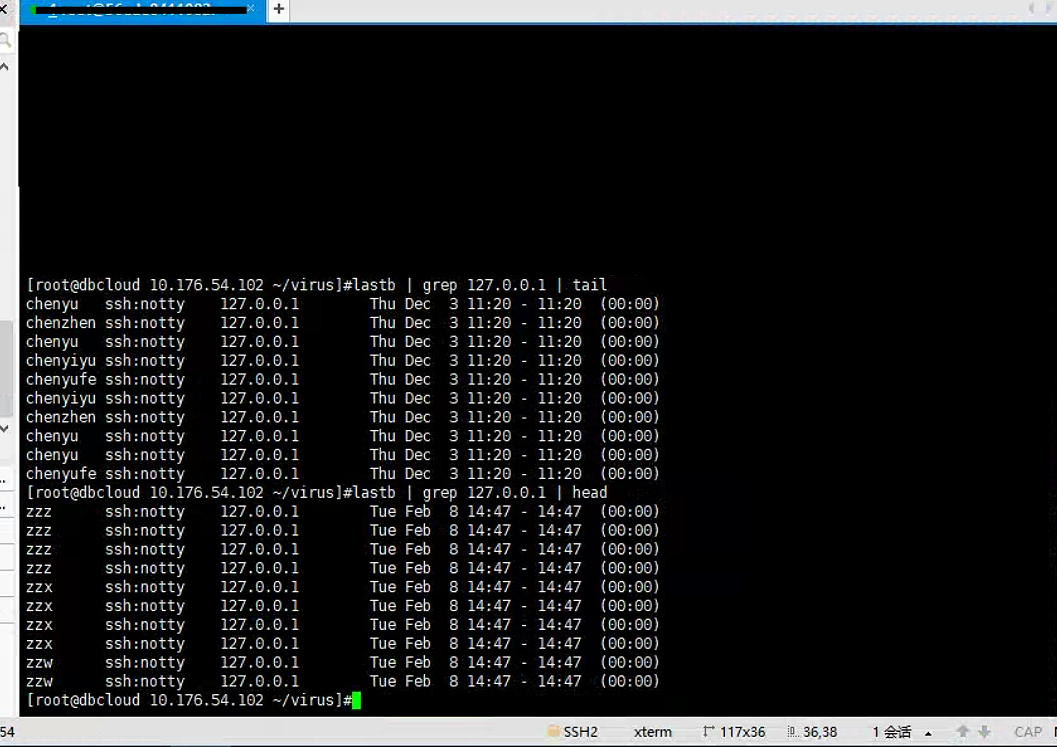 +
[root@dbcloud 10.176.54.102 ~/virus]#lastb | grep 127.0.0.1 | tail
chenyu   ssh:notty    127.0.0.1        Thu Dec  3 11:20 - 11:20  (00:00)
chenzhen ssh:notty    127.0.0.1        Thu Dec  3 11:20 - 11:20  (00:00)
chenyu   ssh:notty    127.0.0.1        Thu Dec  3 11:20 - 11:20  (00:00)
chenyiyu ssh:notty    127.0.0.1        Thu Dec  3 11:20 - 11:20  (00:00)
chenyufe ssh:notty    127.0.0.1        Thu Dec  3 11:20 - 11:20  (00:00)
chenyiyu ssh:notty    127.0.0.1        Thu Dec  3 11:20 - 11:20  (00:00)
chenzhen ssh:notty    127.0.0.1        Thu Dec  3 11:20 - 11:20  (00:00)
chenyu   ssh:notty    127.0.0.1        Thu Dec  3 11:20 - 11:20  (00:00)
chenyu   ssh:notty    127.0.0.1        Thu Dec  3 11:20 - 11:20  (00:00)
chenyufe ssh:notty    127.0.0.1        Thu Dec  3 11:20 - 11:20  (00:00)
[root@dbcloud 10.176.54.102 ~/virus]#lastb | grep 127.0.0.1 | head
zzz      ssh:notty    127.0.0.1        Tue Feb  8 14:47 - 14:47  (00:00)
zzz      ssh:notty    127.0.0.1        Tue Feb  8 14:47 - 14:47  (00:00)
zzz      ssh:notty    127.0.0.1        Tue Feb  8 14:47 - 14:47  (00:00)
zzz      ssh:notty    127.0.0.1        Tue Feb  8 14:47 - 14:47  (00:00)
zzx      ssh:notty    127.0.0.1        Tue Feb  8 14:47 - 14:47  (00:00)
zzx      ssh:notty    127.0.0.1        Tue Feb  8 14:47 - 14:47  (00:00)
zzx      ssh:notty    127.0.0.1        Tue Feb  8 14:47 - 14:47  (00:00)
zzx      ssh:notty    127.0.0.1        Tue Feb  8 14:47 - 14:47  (00:00)
zzw      ssh:notty    127.0.0.1        Tue Feb  8 14:47 - 14:47  (00:00)
zzw      ssh:notty    127.0.0.1        Tue Feb  8 14:47 - 14:47  (00:00)
[root@dbcloud 10.176.54.102 ~/virus]#
54 SSH2 xterm 117x36 36,38 1 会话 CAP